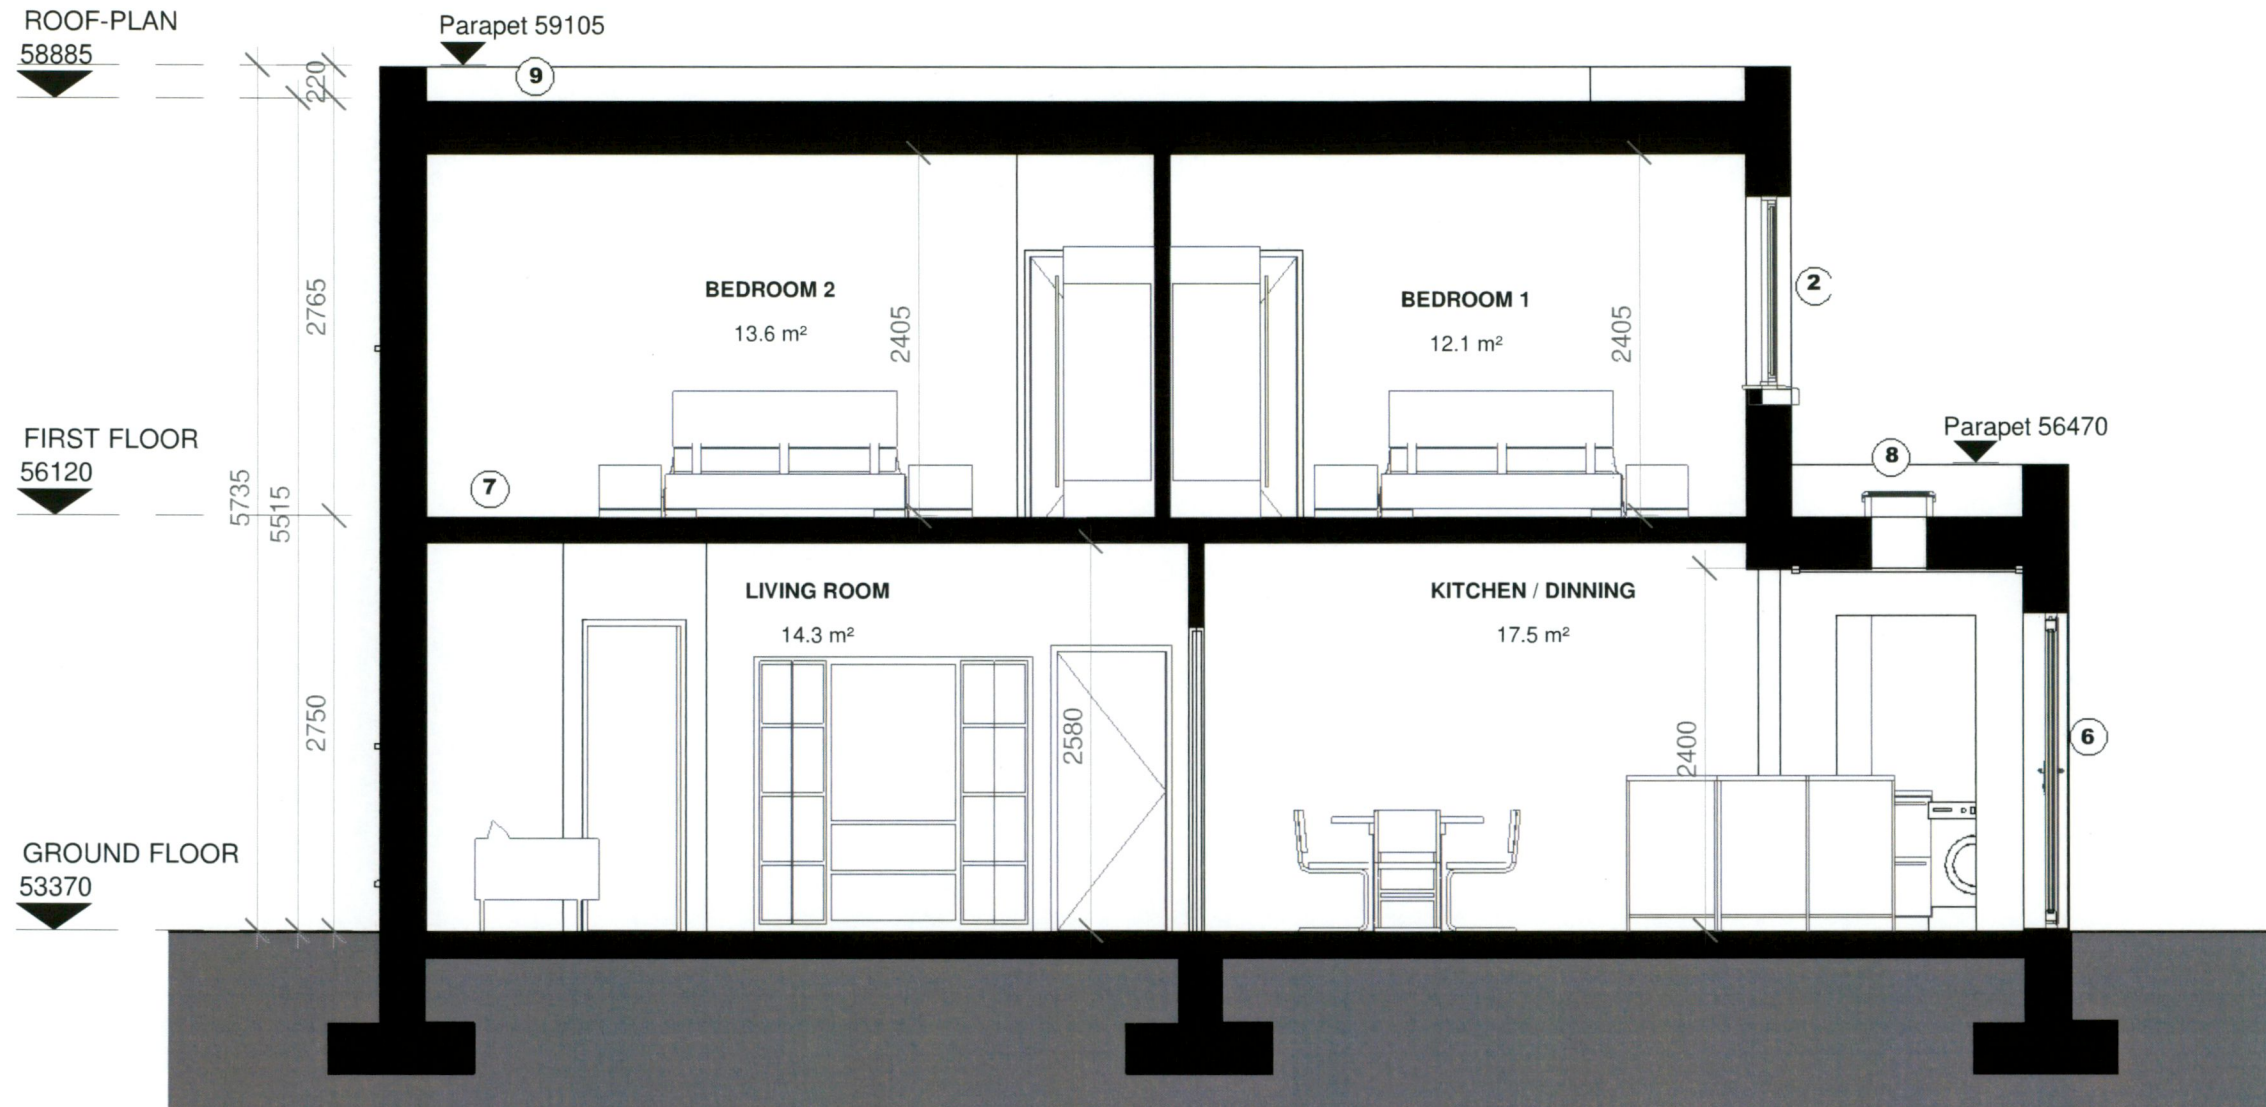 ROOF-PLAN
58885
Parapet 59105
9
220
2765
BEDROOM 2
13.6 m²
2405
BEDROOM 1
12.1 m²
2405
2
FIRST FLOOR
56120
Parapet 56470
8
7
5735
5515
LIVING ROOM
14.3 m²
KITCHEN / DINNING
17.5 m²
2750
2580
2400
6
GROUND FLOOR
53370